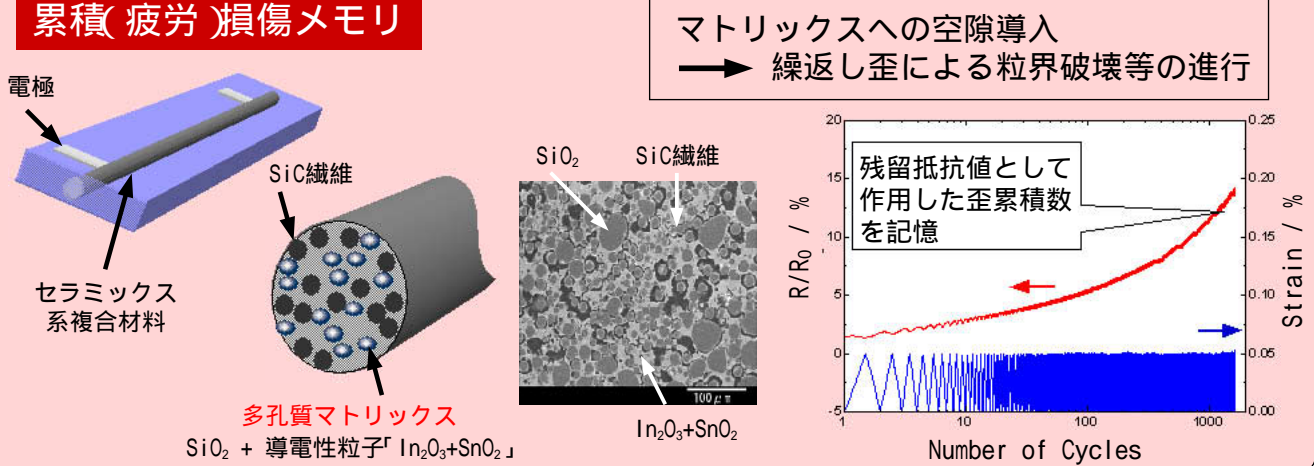 累積(疲労)損傷メモリ
マトリックスへの空隙導入
繰返し歪による粒界破壊等の進行
電極
SiC繊維
セラミックス
系複合材料
多孔質マトリックス
SiO₂ + 導電性粒子「In₂O₃+SnO₂」
SiO₂
SiC繊維
100μm
In₂O₃+SnO₂
残留抵抗値として
作用した歪累積数
を記憶
R/R₀ / %
20
15
10
5
0
-5
0.25
0.20
0.15
0.10
0.05
0.00
Strain / %
1
10
100
1000
Number of Cycles